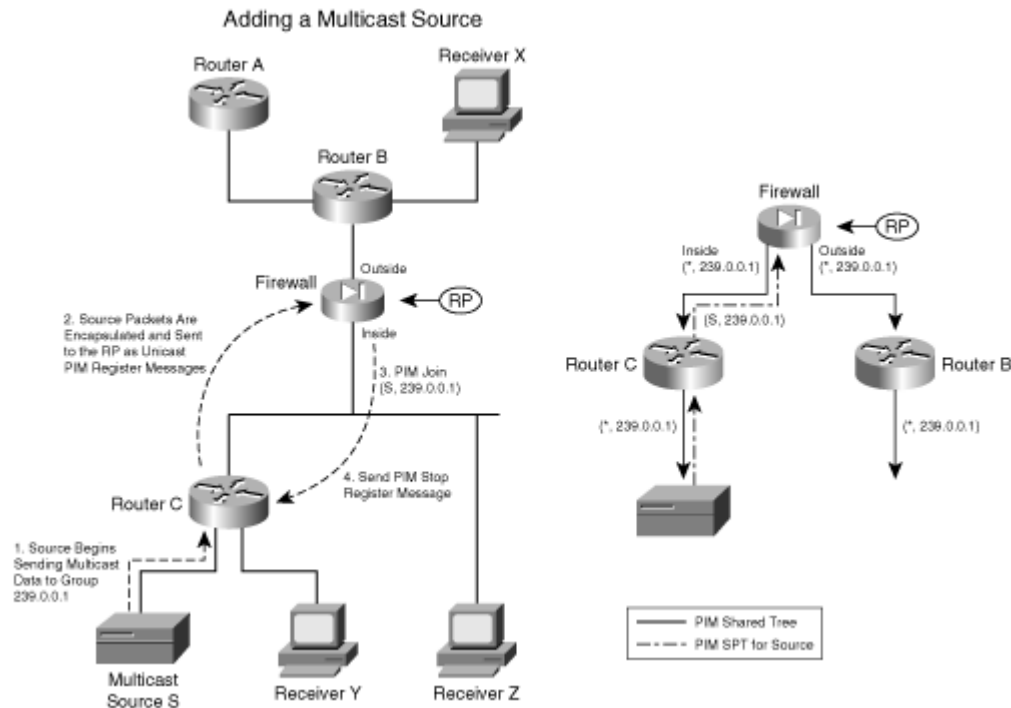 Adding a Multicast Source
Router A
Receiver X
Router B
Outside
Firewall
RP
Inside
2. Source Packets Are
Encapsulated and Sent
to the RP as Unicast
PIM Register Messages
3. PIM Join
(S, 239.0.0.1)
4. Send PIM Stop
Register Message
Router C
1. Source Begins
Sending Multicast
Data to Group
239.0.0.1
Multicast
Source S
Receiver Y
Receiver Z
Firewall
RP
Inside
(*, 239.0.0.1)
Outside
(*, 239.0.0.1)
(S, 239.0.0.1)
Router C
Router B
(*, 239.0.0.1)
(*, 239.0.0.1)
PIM Shared Tree
PIM SPT for Source